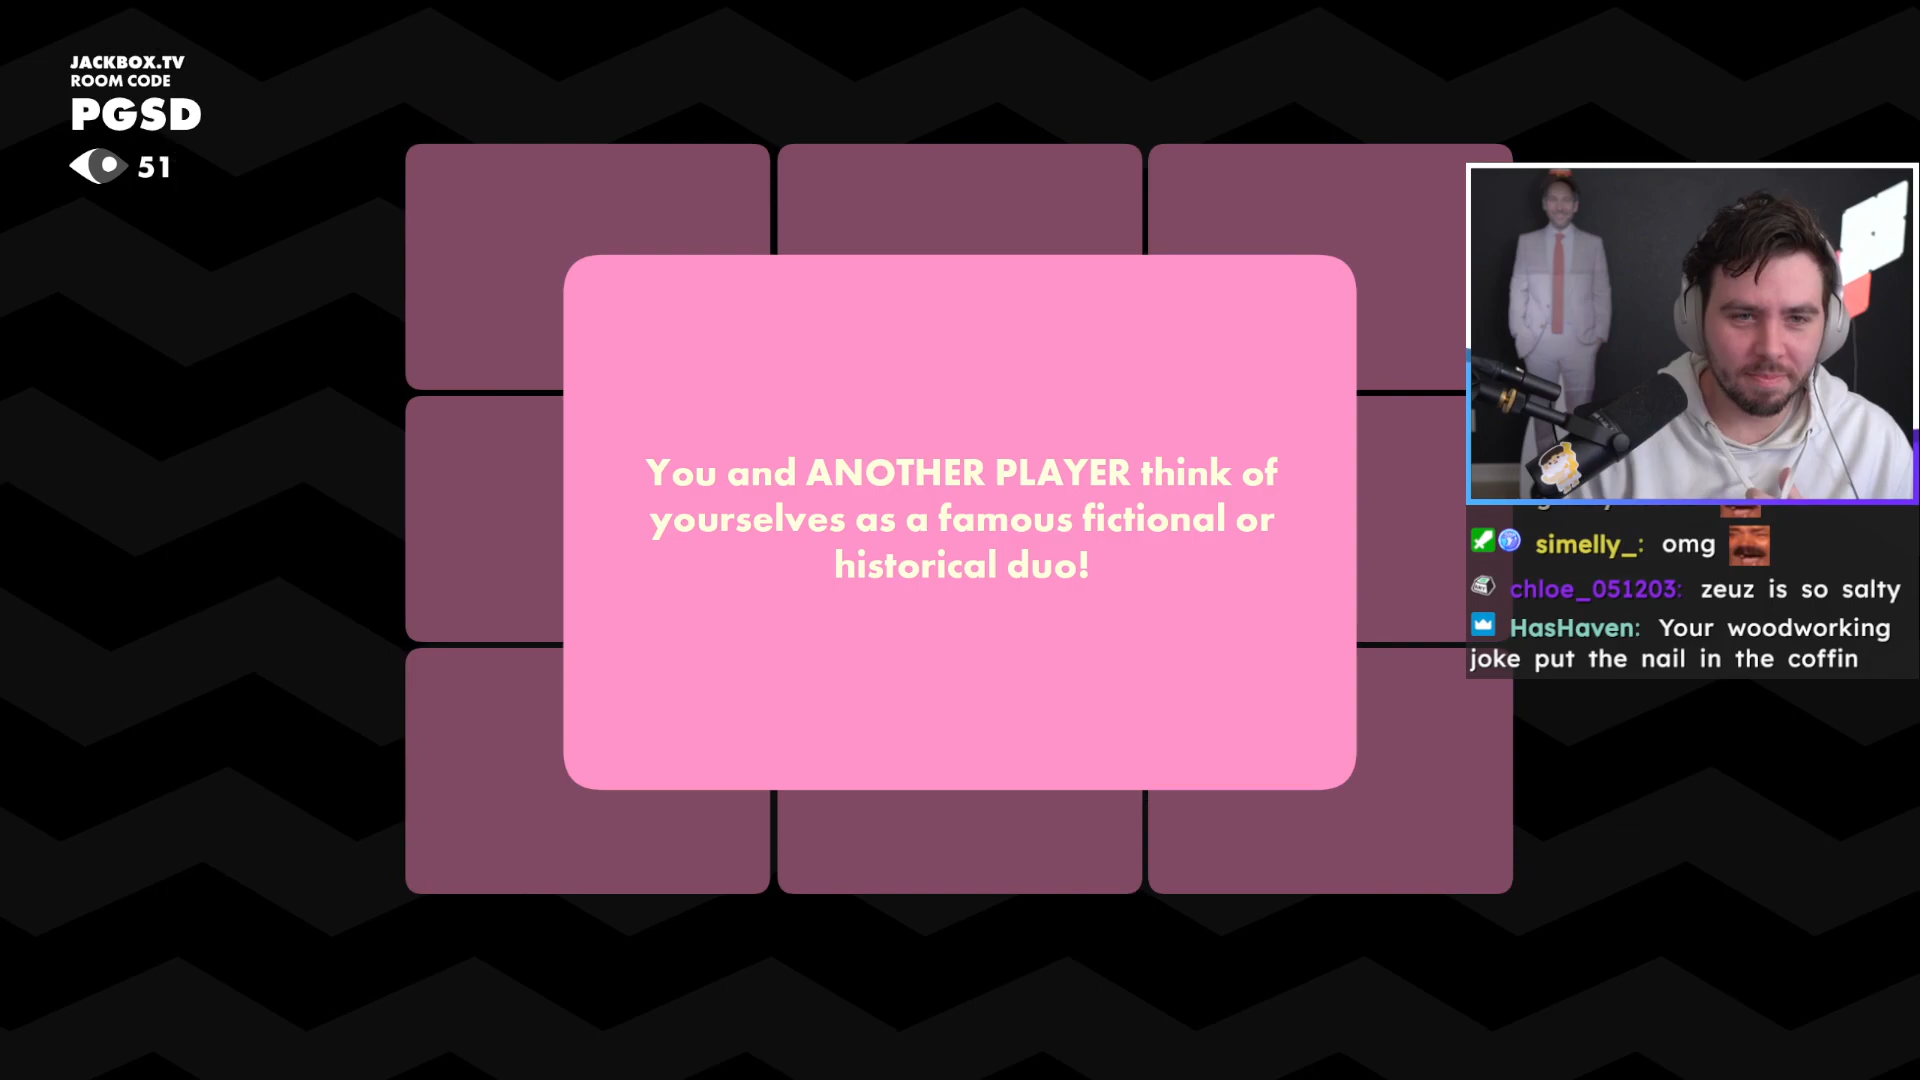 JACKBOX.TV
ROOM CODE
PGSD
51
You and ANOTHER PLAYER think of
yourselves as a famous fictional or
historical duo!
simelly_: omg
chloe_051203: zeuz is so salty
HasHaven: Your woodworking
joke put the nail in the coffin